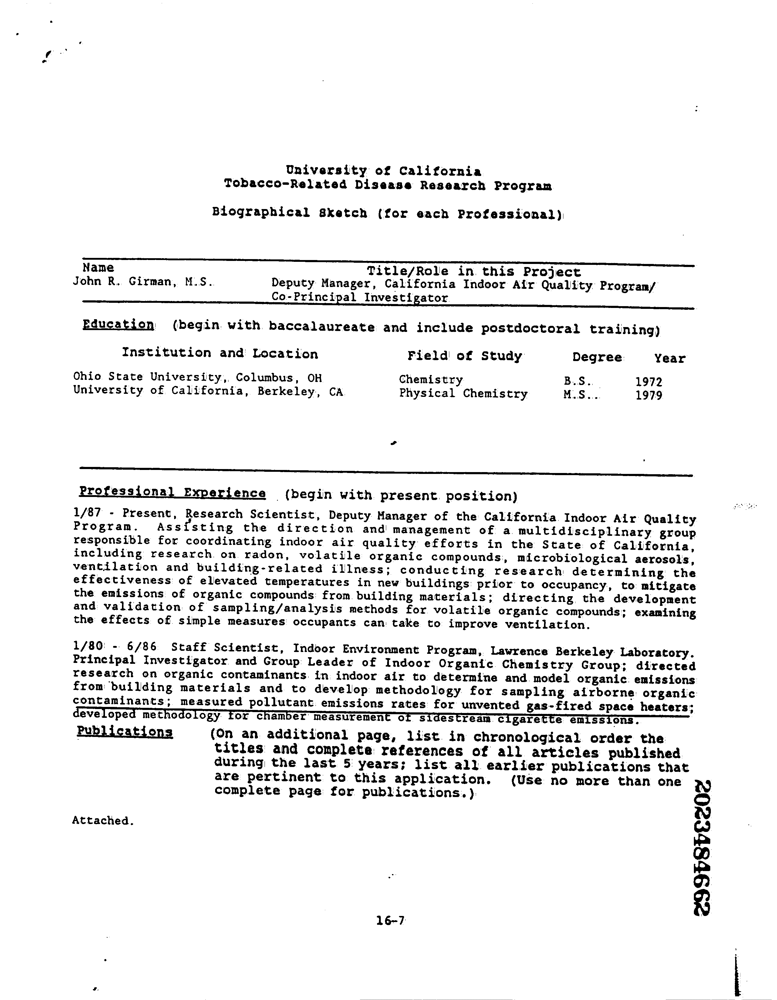 University of California
Tobacco-Related Disease Research Program
Biographical Sketch (for each Professional)
Name Title/Role in this Project
John R. Girman, M.S. Deputy Manager, California Indoor Air Quality Program/
Co-Principal Investigator
Education (begin with baccalaureate and include postdoctoral training)
Institution and Location Field of Study Degree Year
Ohio State University, Columbus, OH Chemistry B.S. 1972
University of California, Berkeley, CA Physical Chemistry M.S.. 1979
Professional Experience (begin with present position)
1/87 - Present, Research Scientist, Deputy Manager of the California Indoor Air Quality
Program. Assisting the direction and management of a multidisciplinary group
responsible for coordinating indoor air quality efforts in the State of California,
including research on radon, volatile organic compounds, microbiological aerosols,
ventilation and building-related illness; conducting research determining the
effectiveness of elevated temperatures in new buildings prior to occupancy, to mitigate
the emissions of organic compounds from building materials; directing the development
and validation of sampling/analysis methods for volatile organic compounds; examining
the effects of simple measures occupants can take to improve ventilation.
1/80 - 6/86 Staff Scientist, Indoor Environment Program, Lawrence Berkeley Laboratory.
Principal Investigator and Group Leader of Indoor Organic Chemistry Group; directed
research on organic contaminants in indoor air to determine and model organic emissions
from building materials and to develop methodology for sampling airborne organic
contaminants; measured pollutant emissions rates for unvented gas-fired space heaters;
developed methodology for chamber measurement of sidestream cigarette emissions.
Publications (On an additional page, list in chronological order the
titles and complete references of all articles published
during the last 5 years; list all earlier publications that
are pertinent to this application. (Use no more than one
complete page for publications.)
Attached.
2023484662
16-7